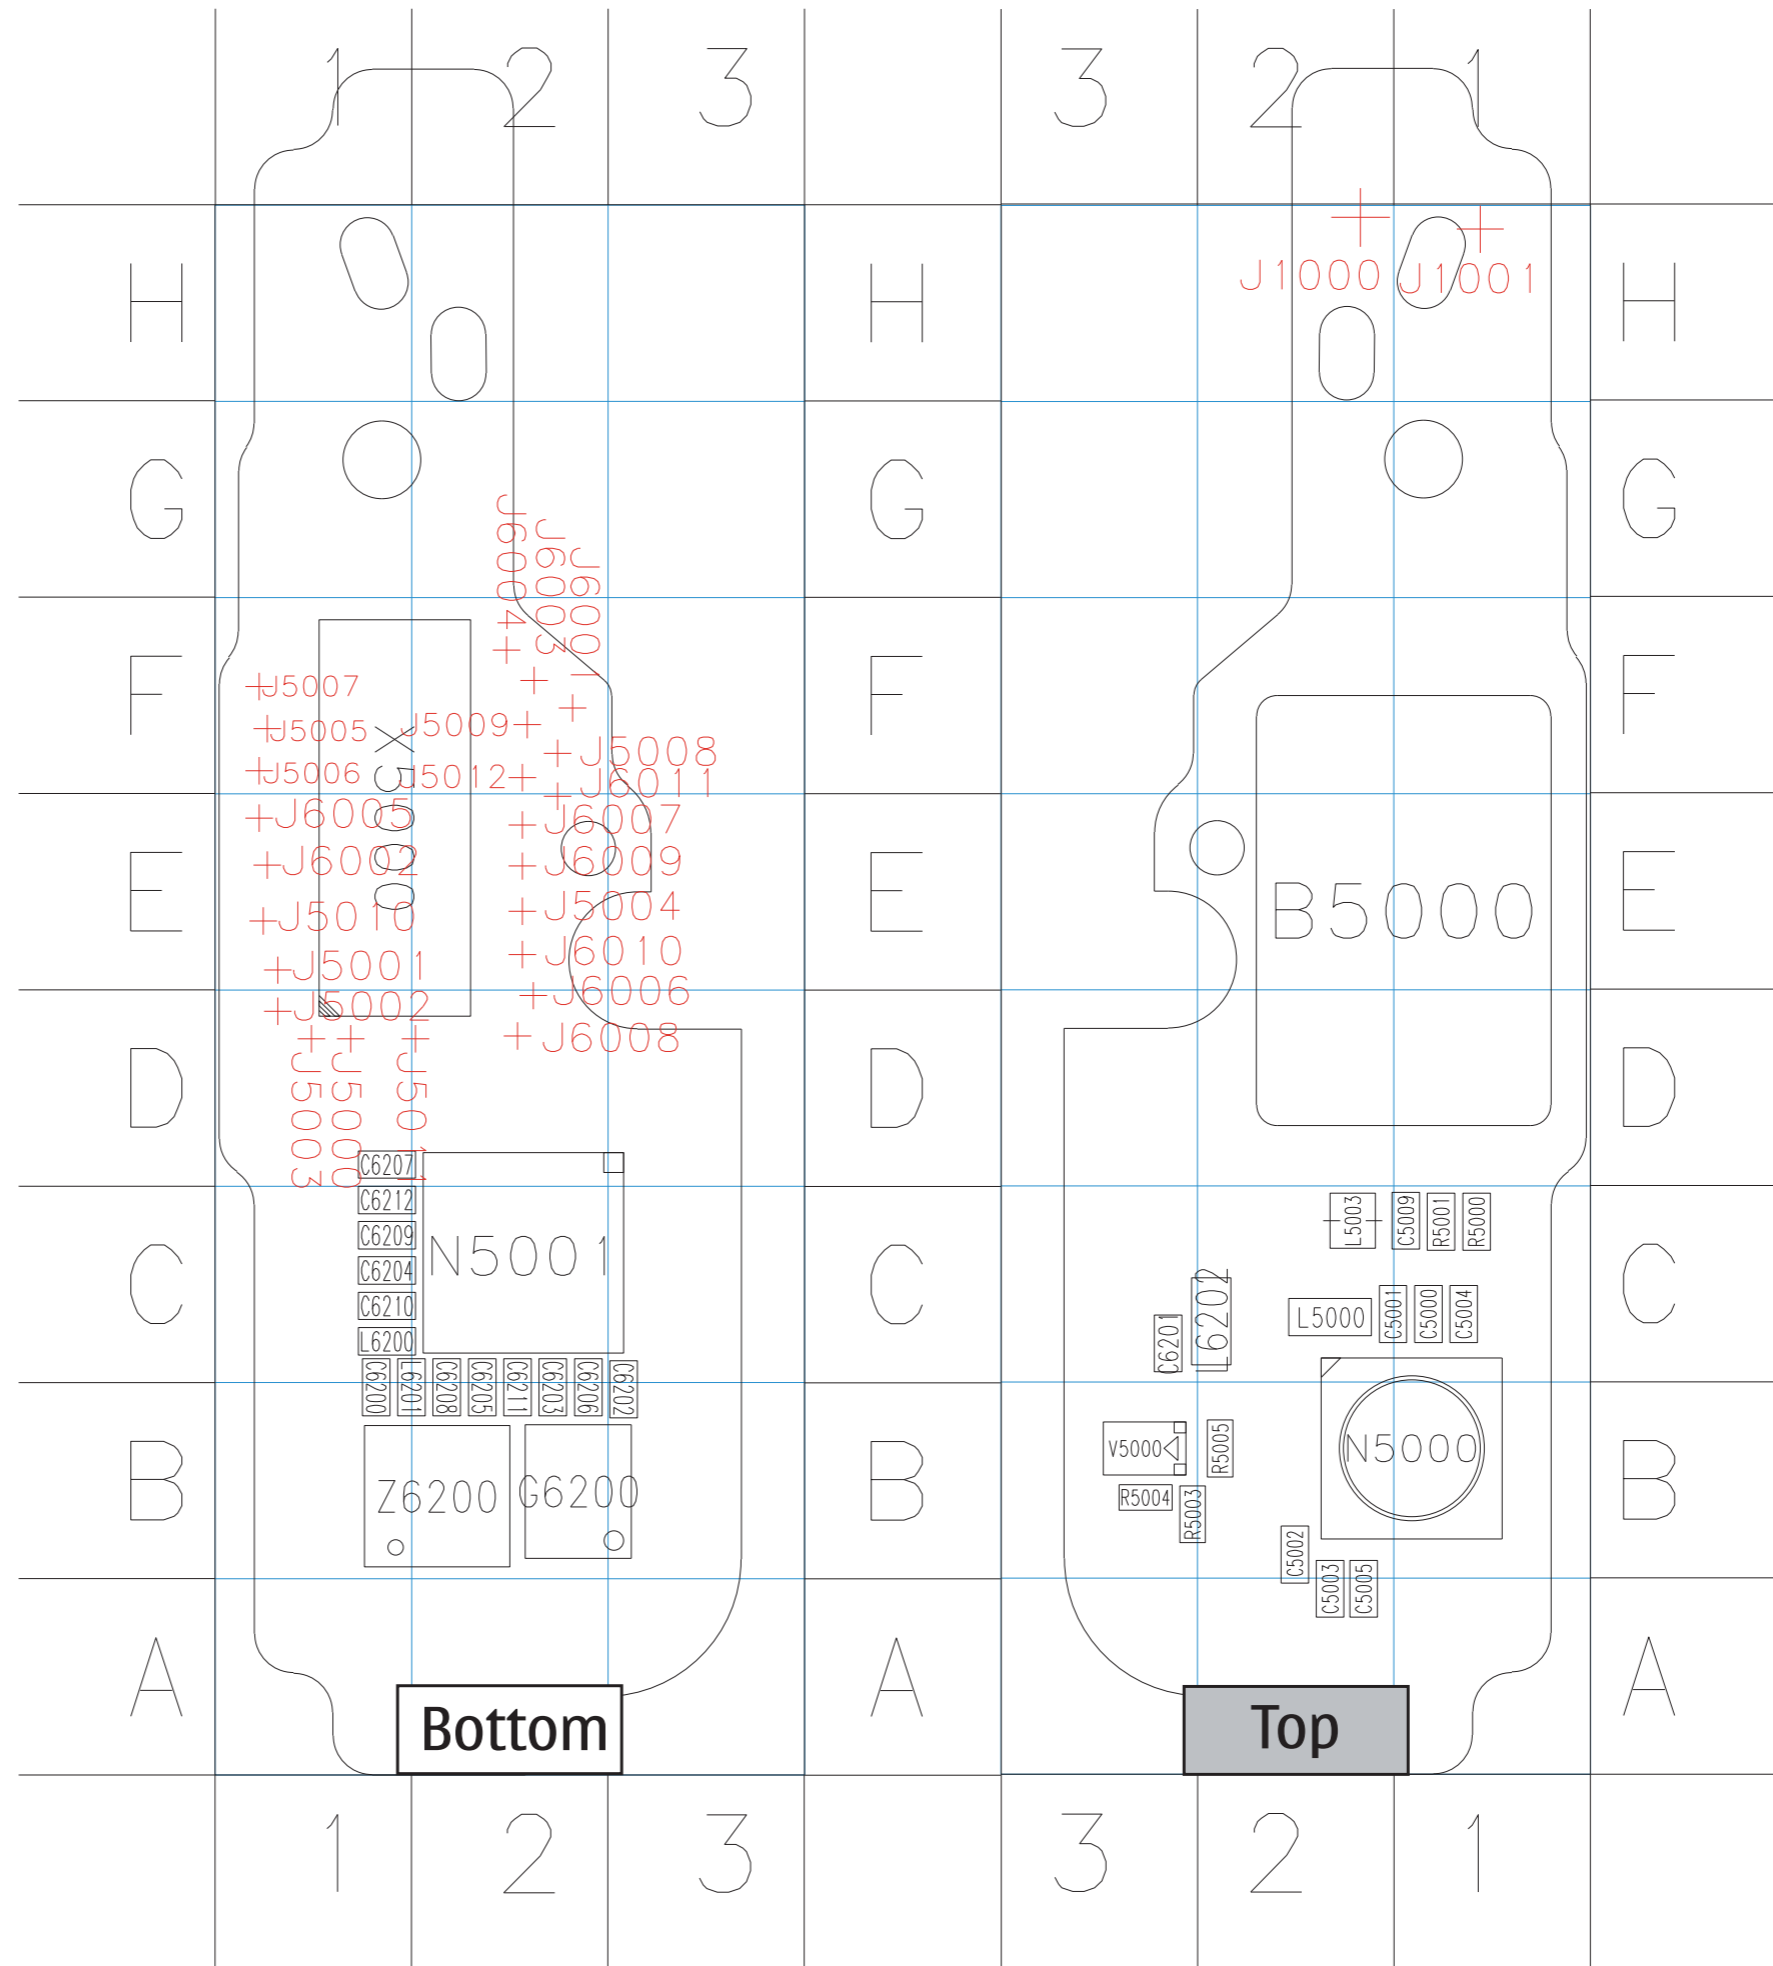 1 2 3 3 2 1
J1000 J1001
H H H
G G G
J6004
J6003
J6001
F F F
J5007
J5005 J5009
J5008
J5006 J5012
J6011
X5000
J6005 J6007
J6002 J6009
E E E
J5010 J5004
B5000
J5001 J6010
J5002 J6006
J6008
J5003 J5000 J5011
D D D
C6207
C6212
C6209
C6204
C6210
L6200
N5001
L5003 C5009 R5001 R5000
C C C
L6202
C6201
L5000 C5001 C5000 C5004
C6200 L6201 C6208 C6205 C6211 C6203 C6206 C6202
V5000 R5005 N5000
B B B
Z6200 G6200
R5004 R5003
C5002
C5003 C5005
A A A
Bottom Top
1 2 3 3 2 1